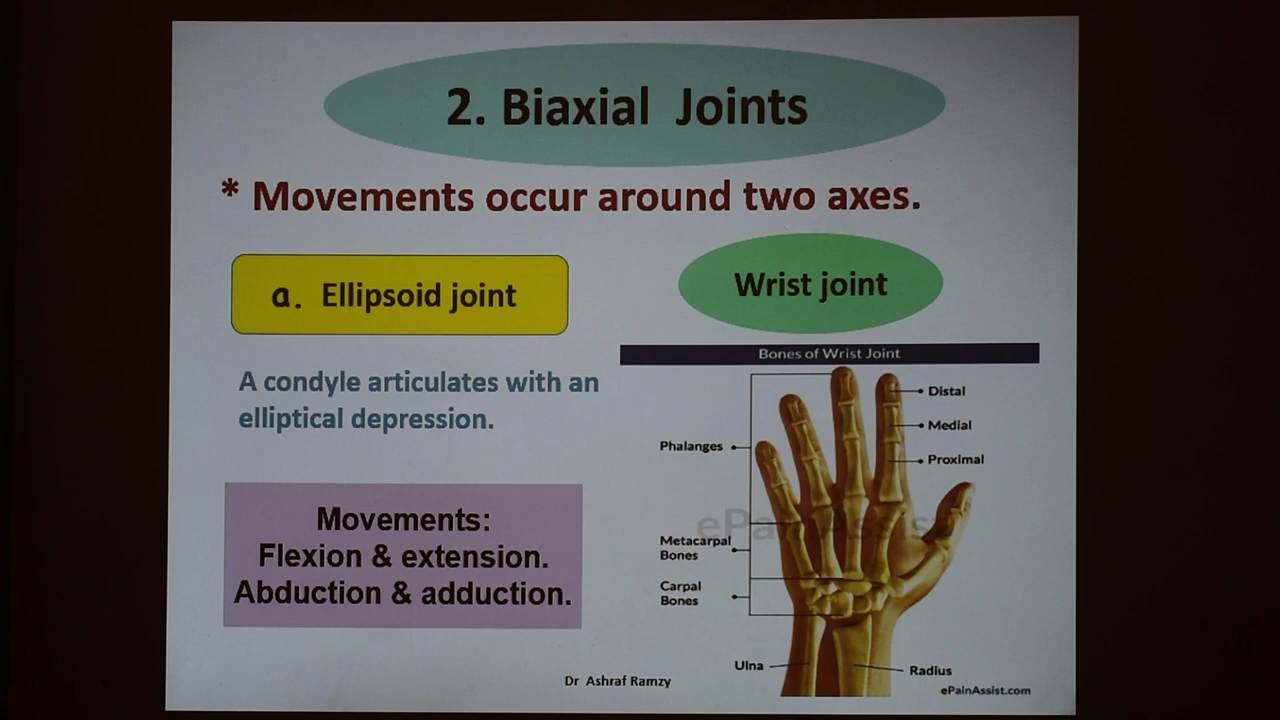 2. Biaxial Joints
* Movements occur around two axes.
a. Ellipsoid joint
Wrist joint
A condyle articulates with an
elliptical depression.
Movements:
Flexion & extension.
Abduction & adduction.
Bones of Wrist Joint
Distal
Medial
Proximal
Phalanges
Metacarpal
Bones
Carpal
Bones
Ulna
Radius
ePainAssist
ePainAssist.com
Dr Ashraf Ramzy